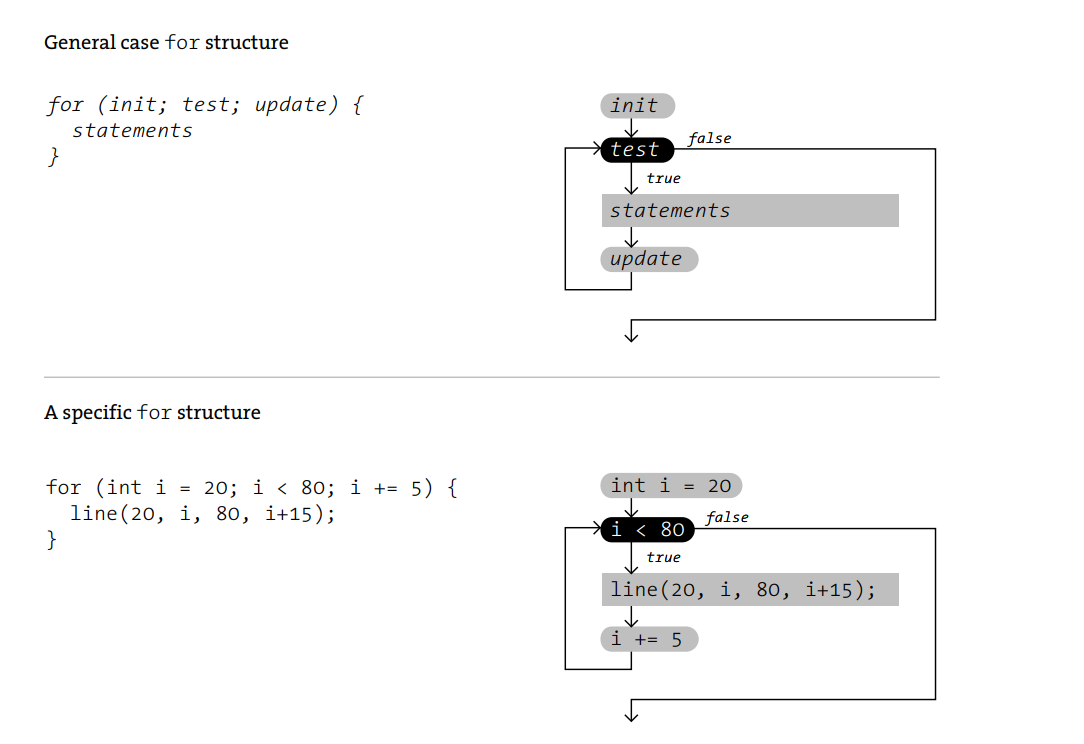 General case for structure
for (init; test; update) {
statements
}
init
test
false
true
statements
update
A specific for structure
for (int i = 20; i < 80; i += 5) {
line(20, i, 80, i+15);
}
int i = 20
i < 80
false
true
line(20, i, 80, i+15);
i += 5